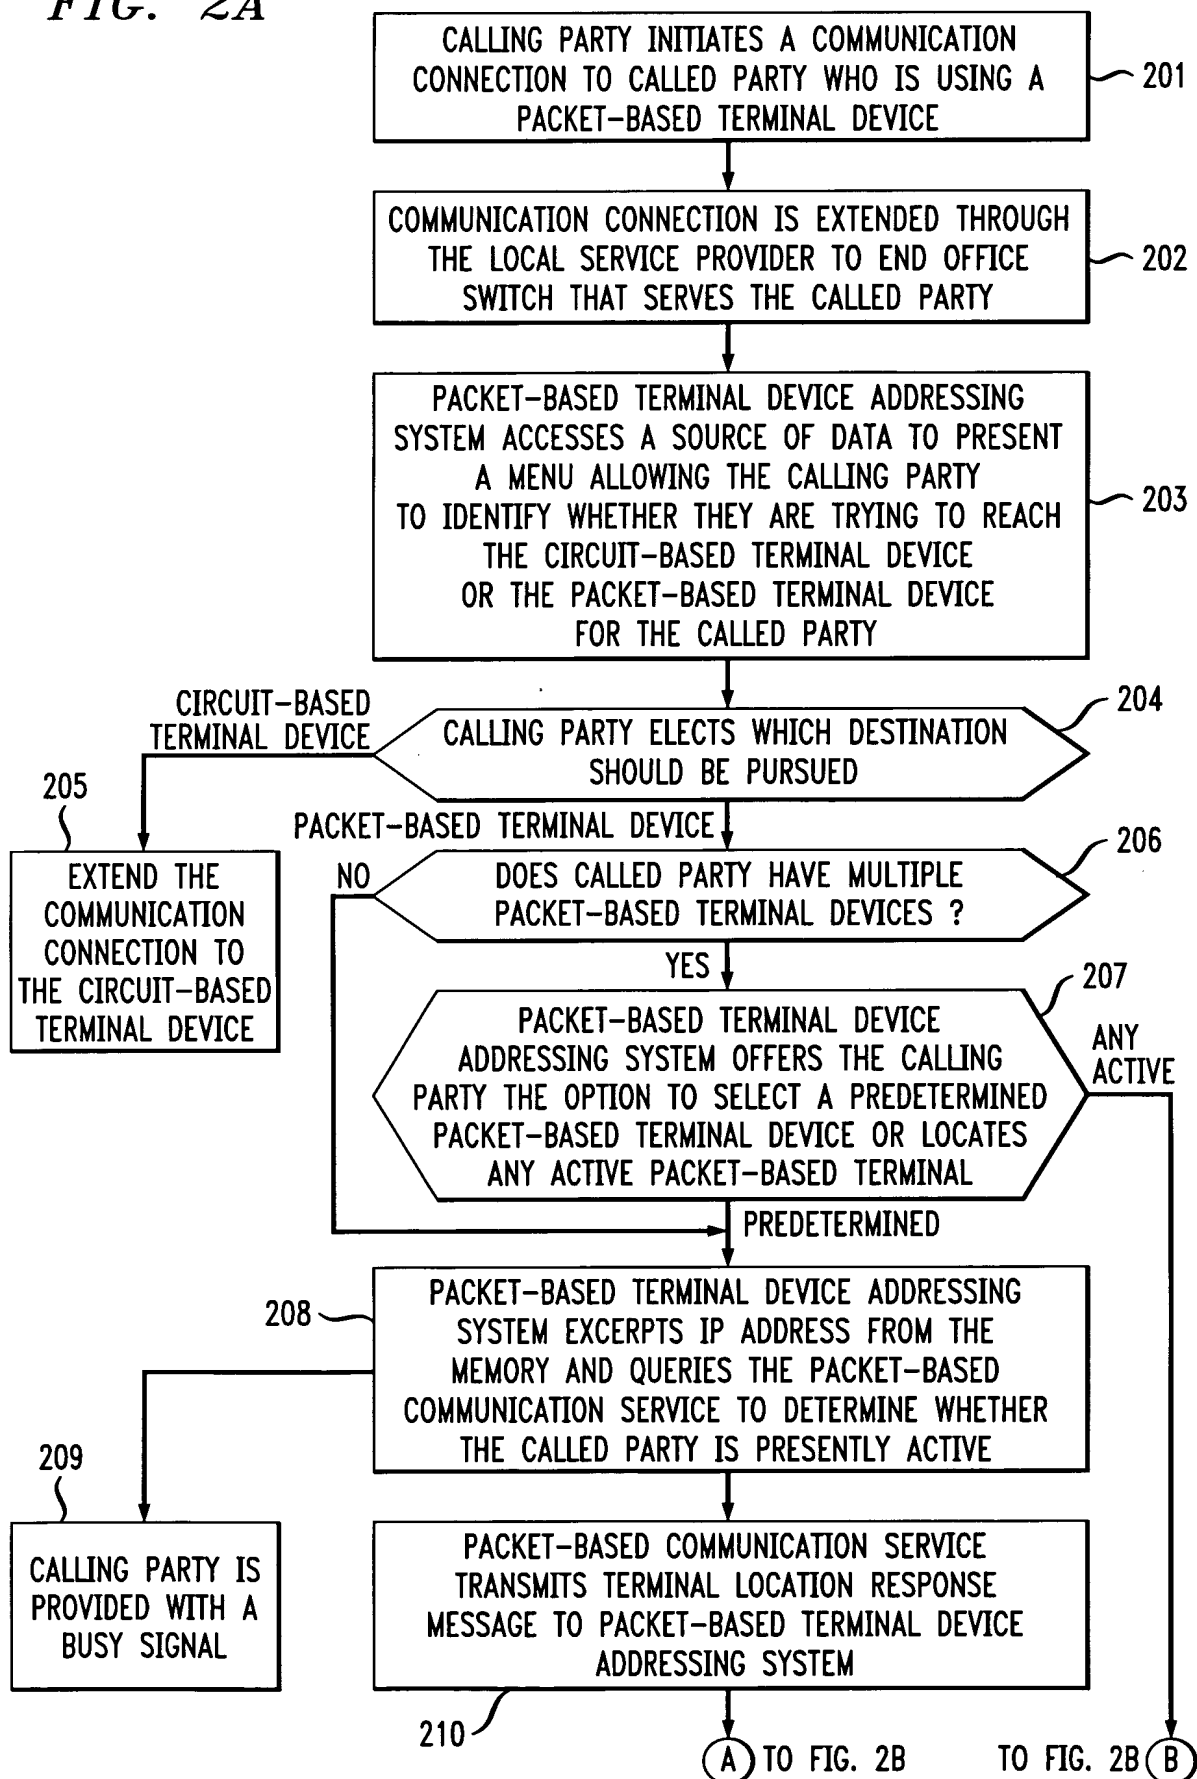 FIG. 2A
CALLING PARTY INITIATES A COMMUNICATION
CONNECTION TO CALLED PARTY WHO IS USING A
PACKET-BASED TERMINAL DEVICE
201
COMMUNICATION CONNECTION IS EXTENDED THROUGH
THE LOCAL SERVICE PROVIDER TO END OFFICE
SWITCH THAT SERVES THE CALLED PARTY
202
PACKET-BASED TERMINAL DEVICE ADDRESSING
SYSTEM ACCESSES A SOURCE OF DATA TO PRESENT
A MENU ALLOWING THE CALLING PARTY
TO IDENTIFY WHETHER THEY ARE TRYING TO REACH
THE CIRCUIT-BASED TERMINAL DEVICE
OR THE PACKET-BASED TERMINAL DEVICE
FOR THE CALLED PARTY
203
CIRCUIT-BASED
TERMINAL DEVICE
CALLING PARTY ELECTS WHICH DESTINATION
SHOULD BE PURSUED
204
205
EXTEND THE
COMMUNICATION
CONNECTION TO
THE CIRCUIT-BASED
TERMINAL DEVICE
PACKET-BASED TERMINAL DEVICE
NO
DOES CALLED PARTY HAVE MULTIPLE
PACKET-BASED TERMINAL DEVICES ?
206
YES
PACKET-BASED TERMINAL DEVICE
ADDRESSING SYSTEM OFFERS THE CALLING
PARTY THE OPTION TO SELECT A PREDETERMINED
PACKET-BASED TERMINAL DEVICE OR LOCATES
ANY ACTIVE PACKET-BASED TERMINAL
207
ANY
ACTIVE
PREDETERMINED
208
PACKET-BASED TERMINAL DEVICE ADDRESSING
SYSTEM EXCERPTS IP ADDRESS FROM THE
MEMORY AND QUERIES THE PACKET-BASED
COMMUNICATION SERVICE TO DETERMINE WHETHER
THE CALLED PARTY IS PRESENTLY ACTIVE
209
CALLING PARTY IS
PROVIDED WITH A
BUSY SIGNAL
PACKET-BASED COMMUNICATION SERVICE
TRANSMITS TERMINAL LOCATION RESPONSE
MESSAGE TO PACKET-BASED TERMINAL DEVICE
ADDRESSING SYSTEM
210
A TO FIG. 2B
TO FIG. 2B B